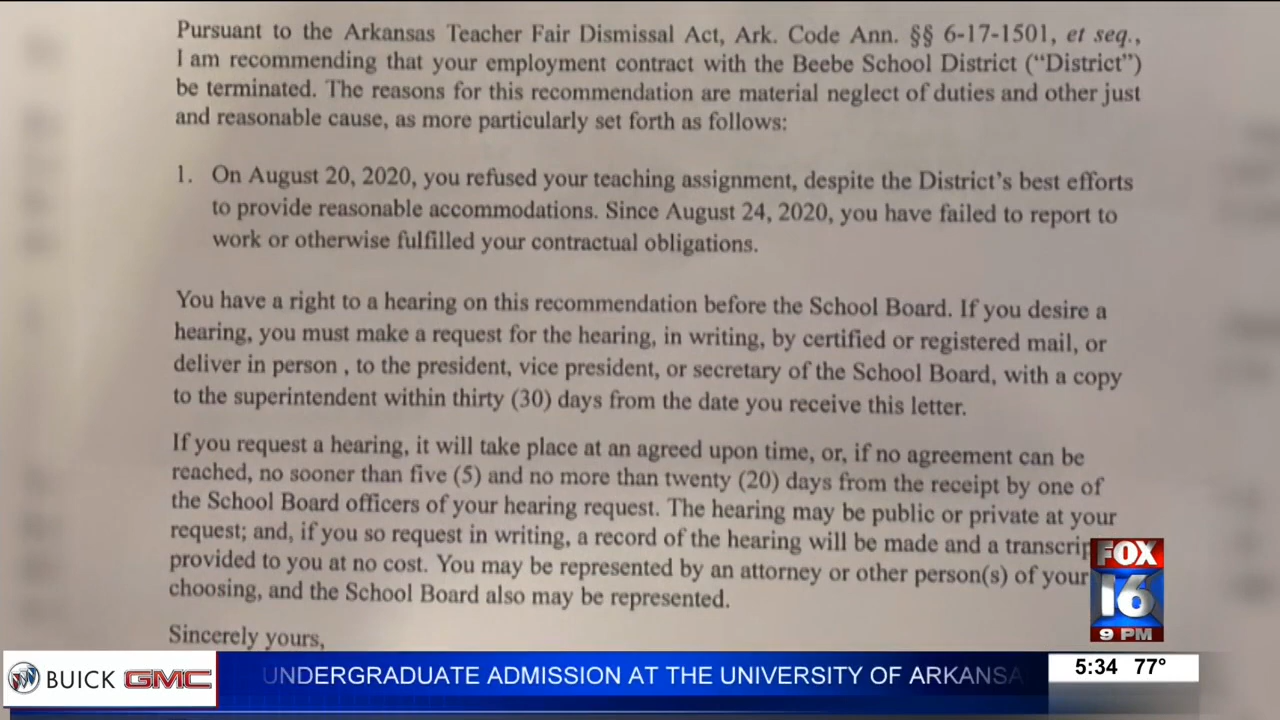 Pursuant to the Arkansas Teacher Fair Dismissal Act, Ark. Code Ann. §§ 6-17-1501, et seq.,
I am recommending that your employment contract with the Beebe School District (“District”)
be terminated. The reasons for this recommendation are material neglect of duties and other just
and reasonable cause, as more particularly set forth as follows:
1. On August 20, 2020, you refused your teaching assignment, despite the District’s best efforts
to provide reasonable accommodations. Since August 24, 2020, you have failed to report to
work or otherwise fulfilled your contractual obligations.
You have a right to a hearing on this recommendation before the School Board. If you desire a
hearing, you must make a request for the hearing, in writing, by certified or registered mail, or
deliver in person , to the president, vice president, or secretary of the School Board, with a copy
to the superintendent within thirty (30) days from the date you receive this letter.
If you request a hearing, it will take place at an agreed upon time, or, if no agreement can be
reached, no sooner than five (5) and no more than twenty (20) days from the receipt by one of
the School Board officers of your hearing request. The hearing may be public or private at your
request; and, if you so request in writing, a record of the hearing will be made and a transcrip
provided to you at no cost. You may be represented by an attorney or other person(s) of your
choosing, and the School Board also may be represented.
Sincerely yours,
FOX
16
9 PM
BUICK GMC
UNDERGRADUATE ADMISSION AT THE UNIVERSITY OF ARKANSA
5:34 77°